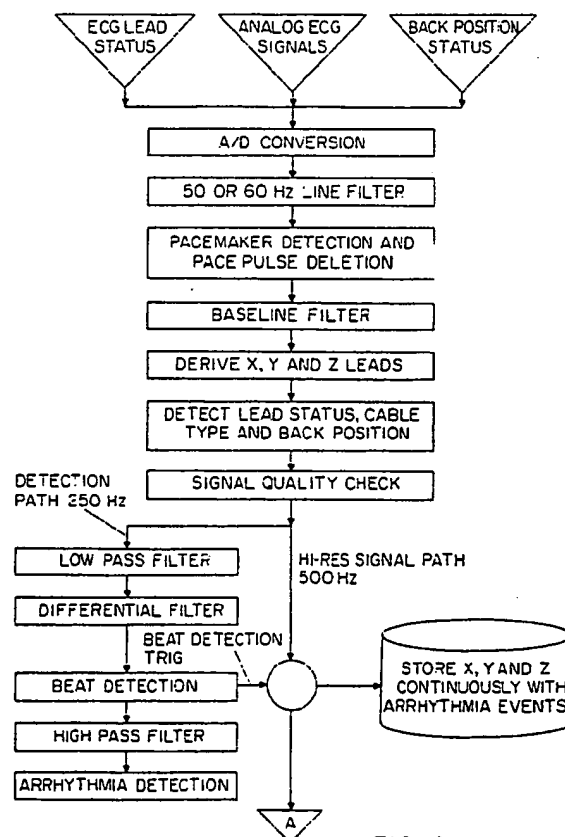 ECG LEAD
STATUS
ANALOG ECG
SIGNALS
BACK POSITION
STATUS
A/D CONVERSION
50 OR 60 Hz LINE FILTER
PACEMAKER DETECTION AND
PACE PULSE DELETION
BASELINE FILTER
DERIVE X, Y AND Z LEADS
DETECT LEAD STATUS, CABLE
TYPE AND BACK POSITION
SIGNAL QUALITY CHECK
DETECTION
PATH 250 Hz
LOW PASS FILTER
HI-RES SIGNAL PATH
500 Hz
DIFFERENTIAL FILTER
BEAT DETECTION
TRIG
BEAT DETECTION
STORE X, Y AND Z
CONTINUOUSLY WITH
ARRHYTHMIA EVENTS
HIGH PASS FILTER
ARRHYTHMIA DETECTION
A